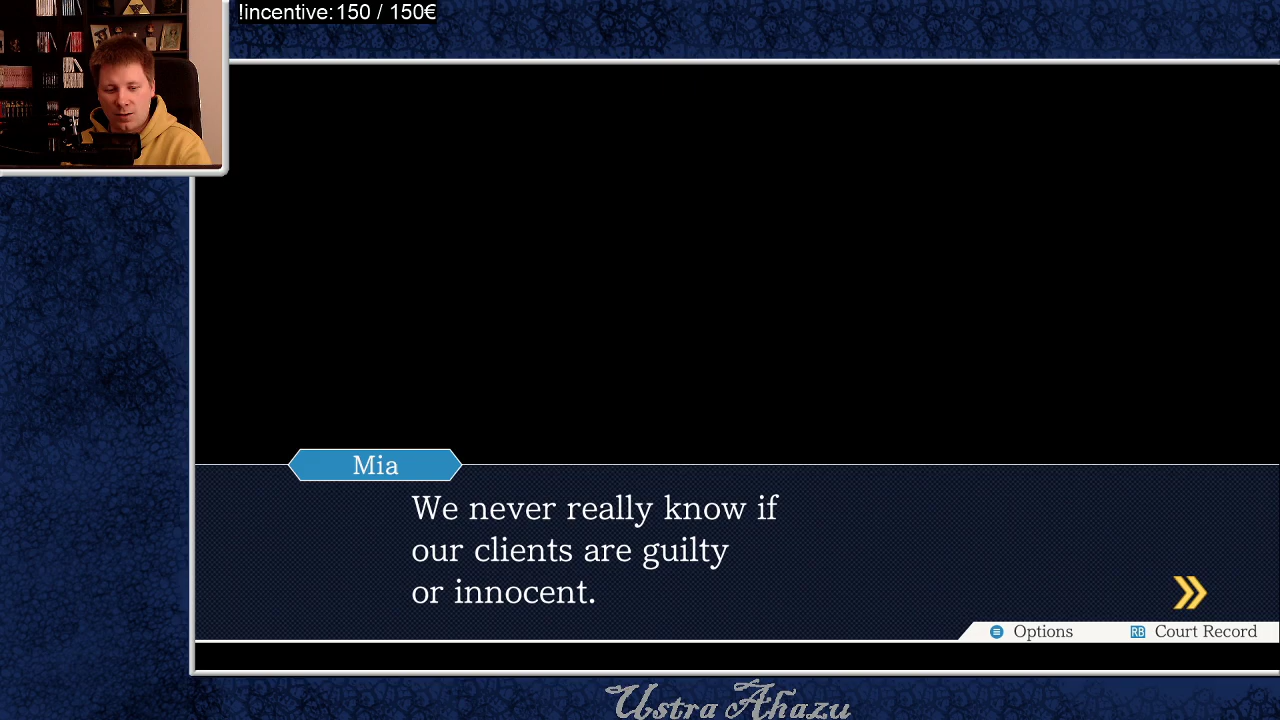 !incentive: 150 / 150€
Mia
We never really know if
our clients are guilty
or innocent.
Options
RB Court Record
Ustra Ahazu